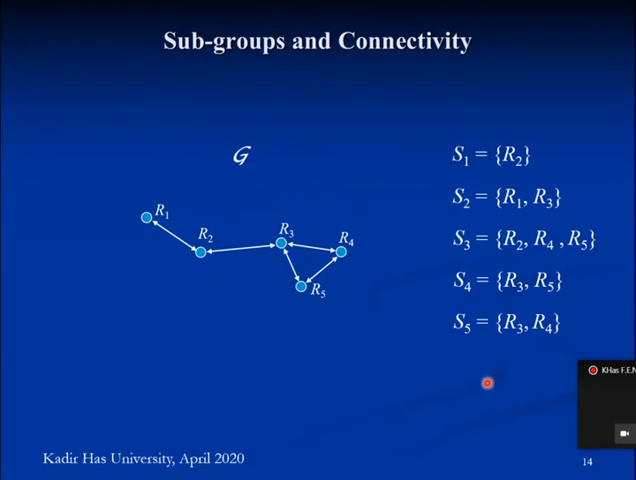 Sub-groups and Connectivity
G
R1
R2
R3
R4
R5
S1 = {R2}
S2 = {R1, R3}
S3 = {R2, R4 , R5}
S4 = {R3, R5}
S5 = {R3, R4}
KHas F.E.N
Kadir Has University, April 2020
14